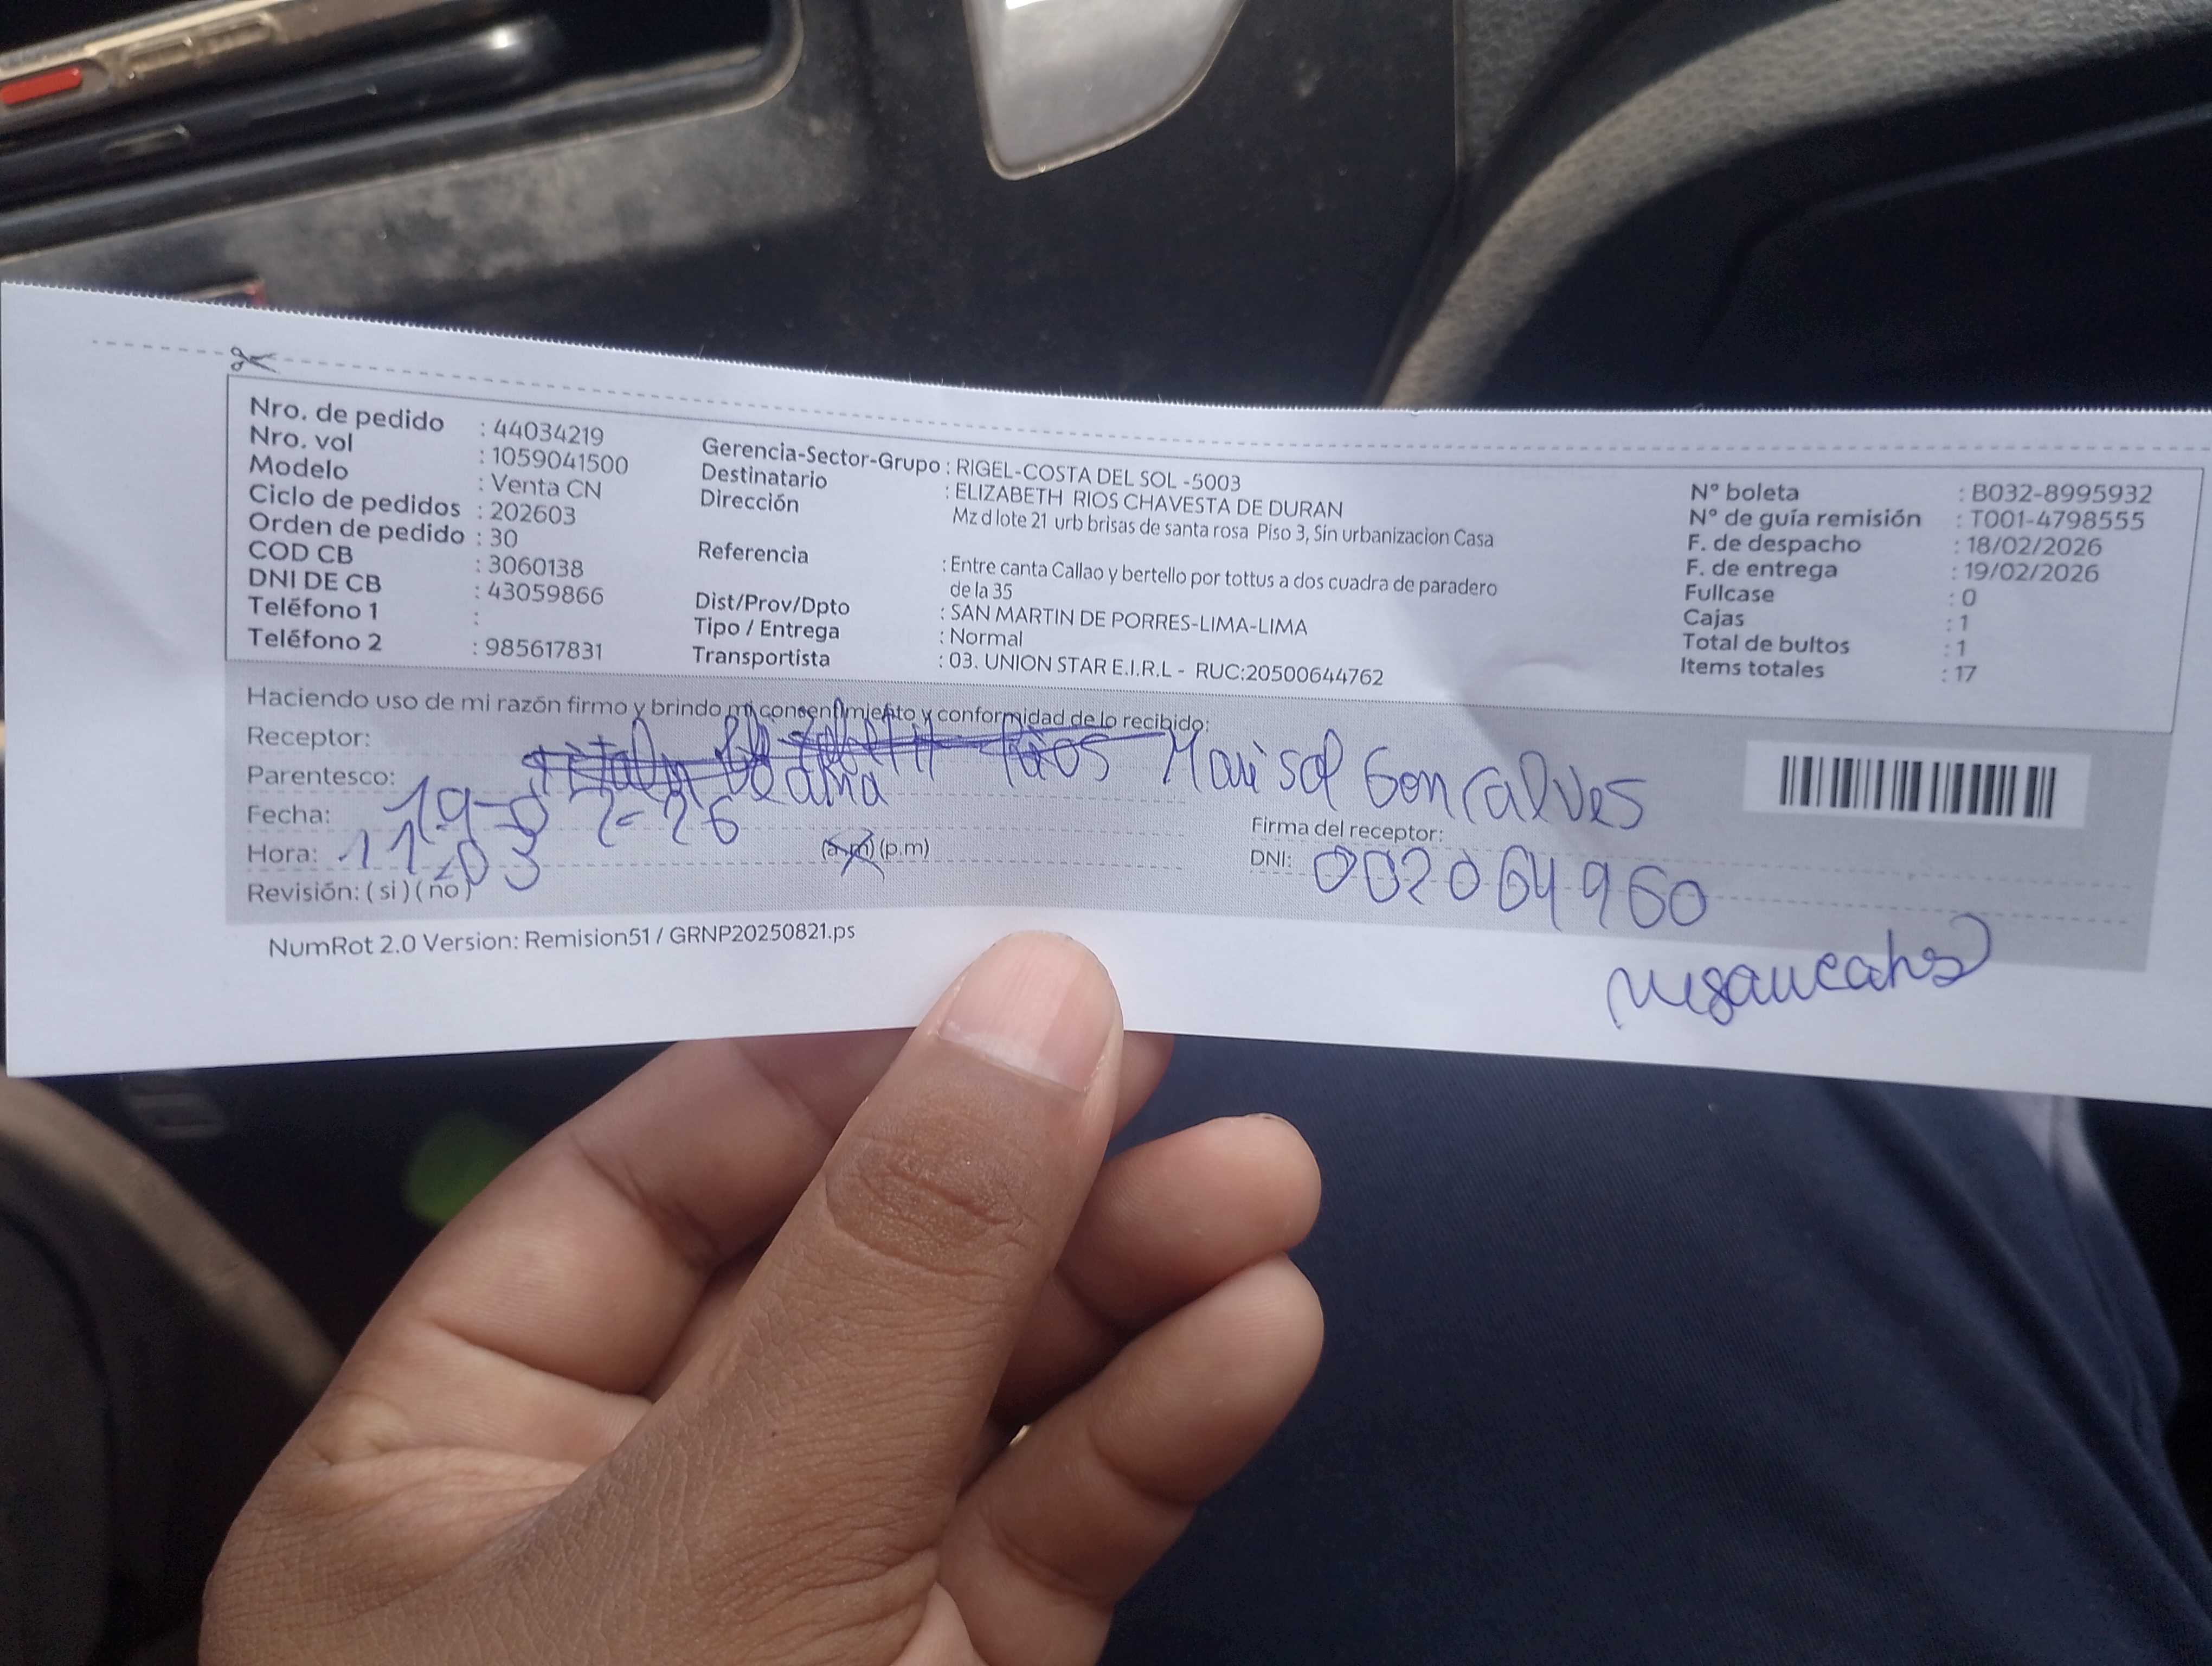 Nro. de pedido : 44034219
Nro. vol : 1059041500
Modelo : Venta CN
Ciclo de pedidos : 202603
Orden de pedido : 30
COD CB : 3060138
DNI DE CB : 43059866
Teléfono 1 :
Teléfono 2 : 985617831
Gerencia-Sector-Grupo : RIGEL-COSTA DEL SOL -5003
Destinatario : ELIZABETH RIOS CHAVESTA DE DURAN
Dirección Mz d lote 21 urb brisas de santa rosa Piso 3, Sin urbanizacion Casa
Referencia : Entre canta Callao y bertello por tottus a dos cuadra de paradero
de la 35
Dist/Prov/Dpto : SAN MARTIN DE PORRES-LIMA-LIMA
Tipo / Entrega : Normal
Transportista : 03. UNION STAR E.I.R.L - RUC:20500644762
N° boleta : B032-8995932
N° de guía remisión : T001-4798555
F. de despacho : 18/02/2026
F. de entrega : 19/02/2026
Fullcase : 0
Cajas : 1
Total de bultos : 1
Items totales : 17
Haciendo uso de mi razón firmo y brindo mi consentimiento y conformidad de lo recibido:
Receptor: Rios Marisol Goncalves
Parentesco:
Fecha: 19-0 2-26
Hora: 11:03 (a.m) (p.m)
Revisión: ( si ) ( no )
Firma del receptor:
DNI: 002064960
NumRot 2.0 Version: Remision51 / GRNP20250821.ps